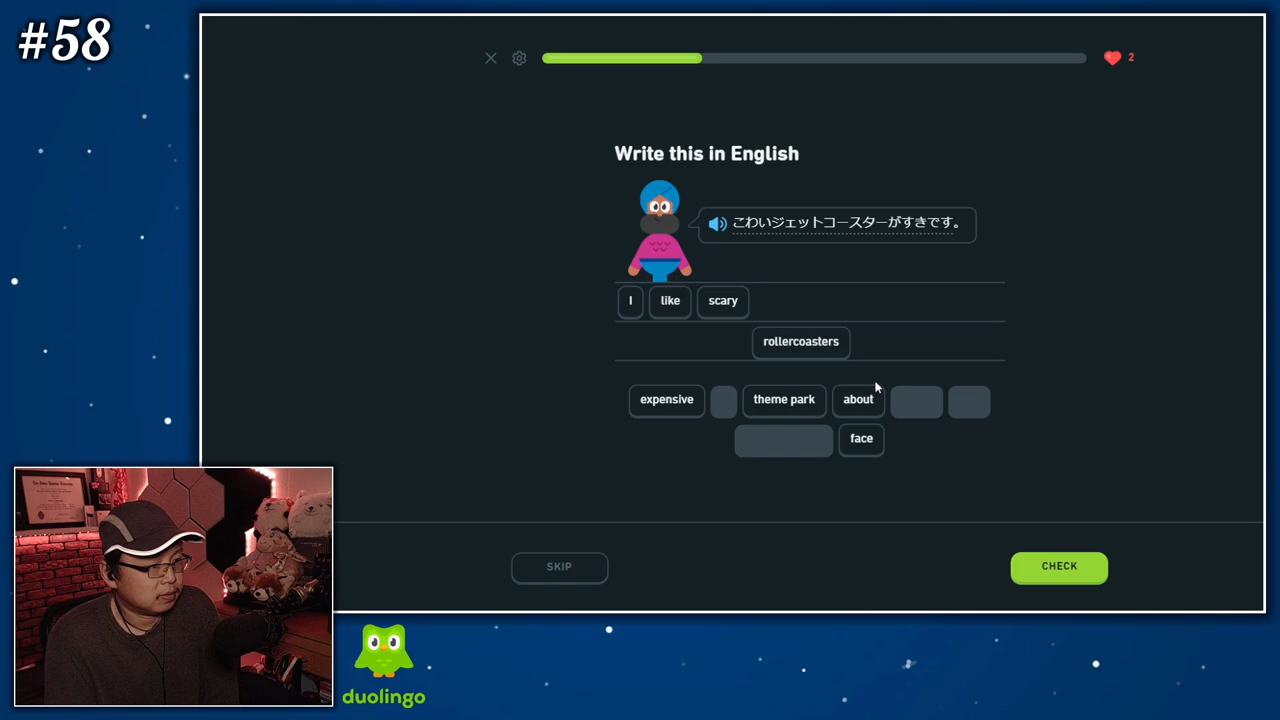 #58
2
Write this in English
こわいジェットコースターがすきです。
I like scary
rollercoasters
expensive theme park about
face
SKIP CHECK
duolingo